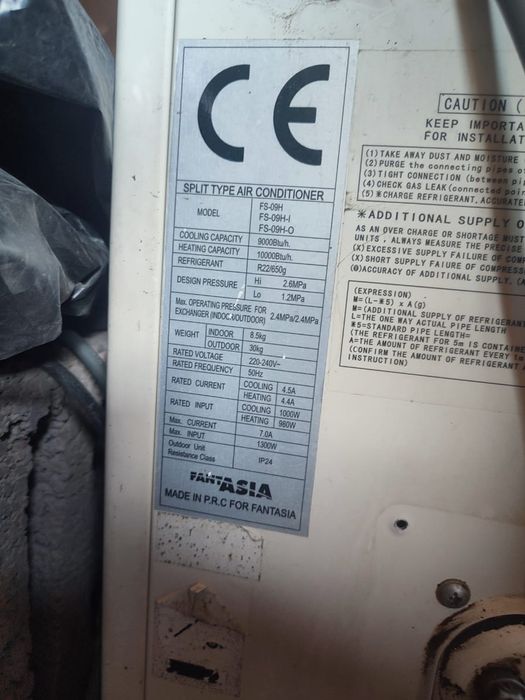 CE
SPLIT TYPE AIR CONDITIONER
MODEL FS-09H
FS-09H-I
FS-09H-O
COOLING CAPACITY 9000Btu/h.
HEATING CAPACITY 10000Btu/h.
REFRIGERANT R22/650g
DESIGN PRESSURE Hi 2.6MPa
Lo 1.2MPa
Max. OPERATING PRESSURE FOR
EXCHANGER (INDOOR/OUTDOOR) 2.4MPa/2.4MPa
WEIGHT INDOOR 8.5kg
OUTDOOR 30kg
RATED VOLTAGE 220-240V~
RATED FREQUENCY 50Hz
RATED CURRENT COOLING 4.5A
HEATING 4.4A
RATED INPUT COOLING 1000W
HEATING 980W
Max. CURRENT 7.0A
Max. INPUT 1300W
Outdoor Unit
Resistance Class IP24
FANTASIA
MADE IN P.R.C FOR FANTASIA
CAUTION (
KEEP IMPORTA
FOR INSTALLAT
(1) TAKE AWAY DUST AND MOISTURE
(2) PURGE the connecting pipes o
(3) TIGHT CONNECTION (between pi
(4) CHECK GAS LEAK (connected poin
(5) ※CHARGE REFRIGERANT. ACCURATE
※ADDITIONAL SUPPLY O
AS AN OVER CHARGE OR SHORTAGE MUST
UNITS , ALWAYS MEASURE THE PRECISE
(X) EXCESSIVE SUPPLY FAILURE OF COM
(X) SHORT SUPPLY FAILURE OF COMPRESS
(◎)ACCURACY OF ADDITIONAL SUPPLY. (A
(EXPRESSION)
M=(L-※5) x A(g)
M=(ADDITIONAL SUPPLY OF REFRIGERAN
L=THE ONE WAY ACTUAL PIPE LENGTH
※5=STANDARD PIPE LENGTH=
(THE REFRIGERANT FOR 5m IS CONTAINE
A=THE AMOUNT OF REFRIGERANT EVERY 1m
(CONFIRM THE AMOUNT OF REFRIGERANT A
INSTRUCTION)